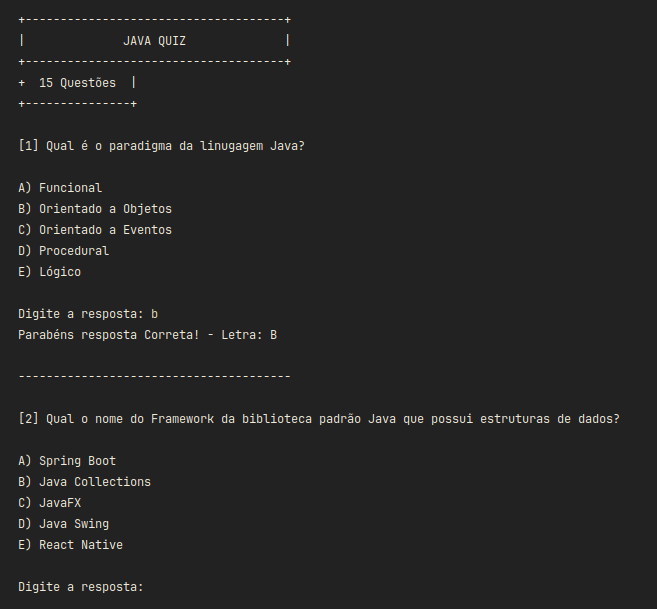 +-------------------------------------+
|              JAVA QUIZ              |
+-------------------------------------+
+  15 Questões  |
+---------------+
[1] Qual é o paradigma da linugagem Java?
A) Funcional
B) Orientado a Objetos
C) Orientado a Eventos
D) Procedural
E) Lógico
Digite a resposta: b
Parabéns resposta Correta! - Letra: B
---------------------------------------
[2] Qual o nome do Framework da biblioteca padrão Java que possui estruturas de dados?
A) Spring Boot
B) Java Collections
C) JavaFX
D) Java Swing
E) React Native
Digite a resposta: